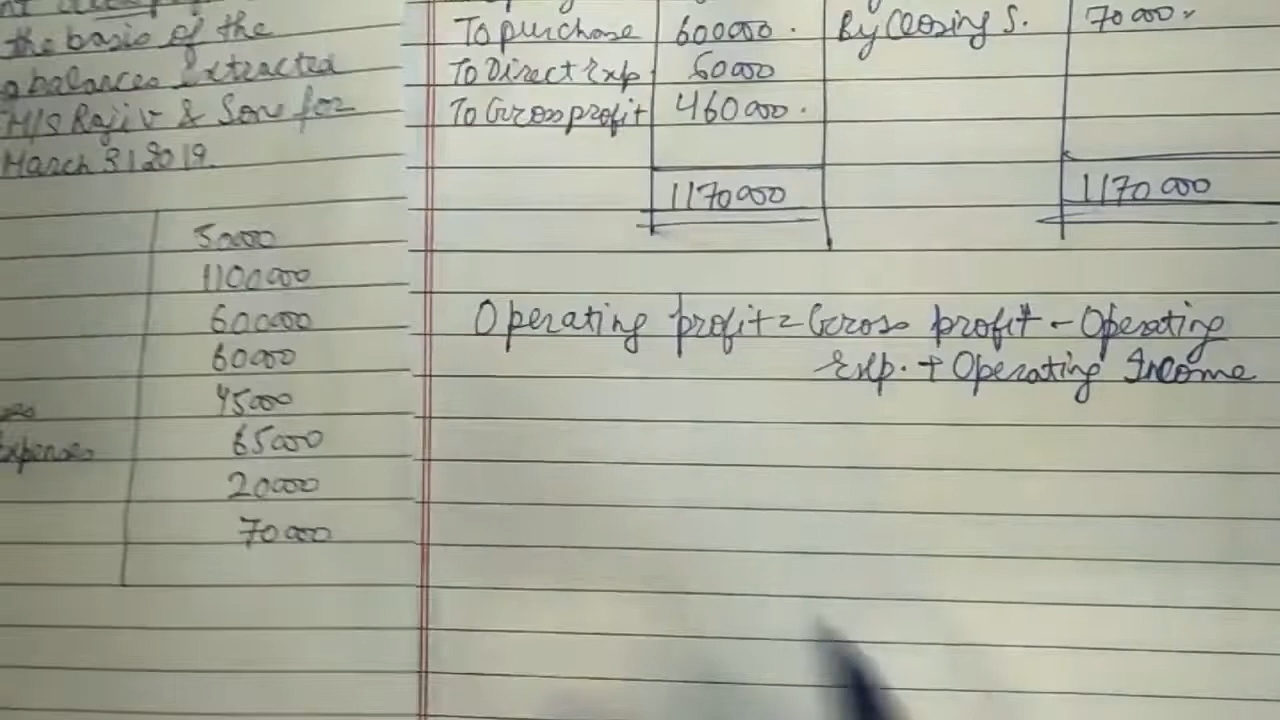 the basis of the
balances Extracted
M/s Rajiv & Sons for
March 31 2019.
50000
1100000
600000
60000
45000
Expenses 65000
20000
70000
To purchase 600000. By Closing S. 70000
To Direct Exp 60000
To Gross profit 460000.
1170000 1170000
Operating profit = Gross profit - Operating
Exp. + Operating Income